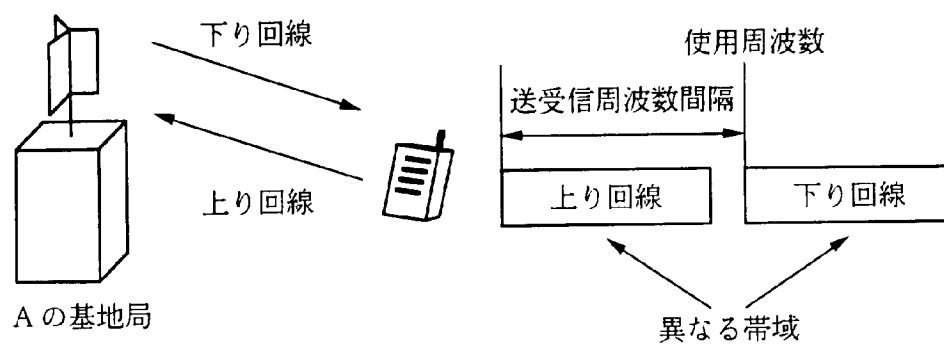 下り回線
上り回線
Aの基地局
使用周波数
送受信周波数間隔
上り回線
下り回線
異なる帯域